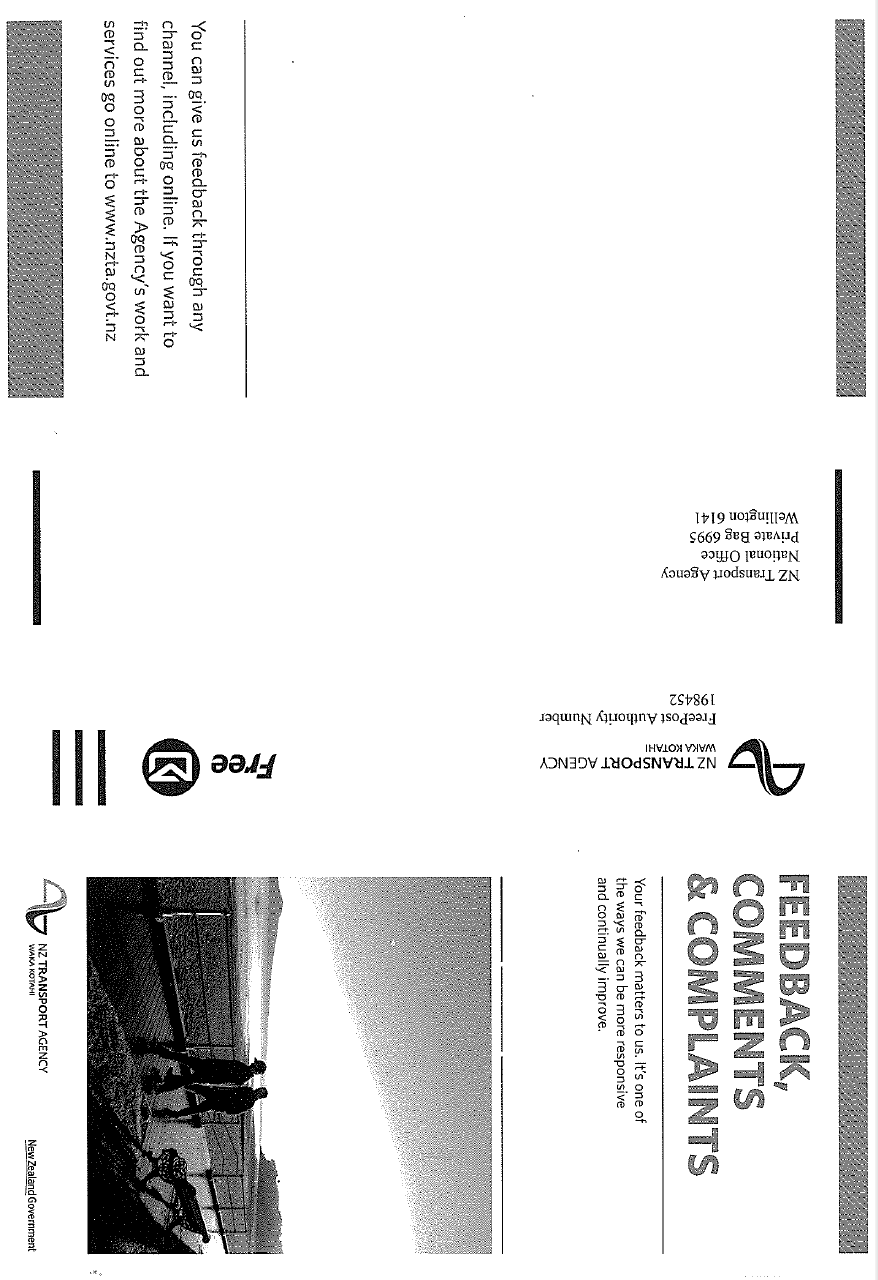 FEEDBACK,
COMMENTS
& COMPLAINTS
Your feedback matters to us. It's one of
the ways we can be more responsive
and continually improve.
NZ TRANSPORT AGENCY
WAKA KOTAHI
New Zealand Government
NZ TRANSPORT AGENCY
WAKA KOTAHI
FreePost Authority Number
198452
Free
NZ Transport Agency
National Office
Private Bag 6995
Wellington 6141
You can give us feedback through any
channel, including online. If you want to
find out more about the Agency's work and
services go online to www.nzta.govt.nz